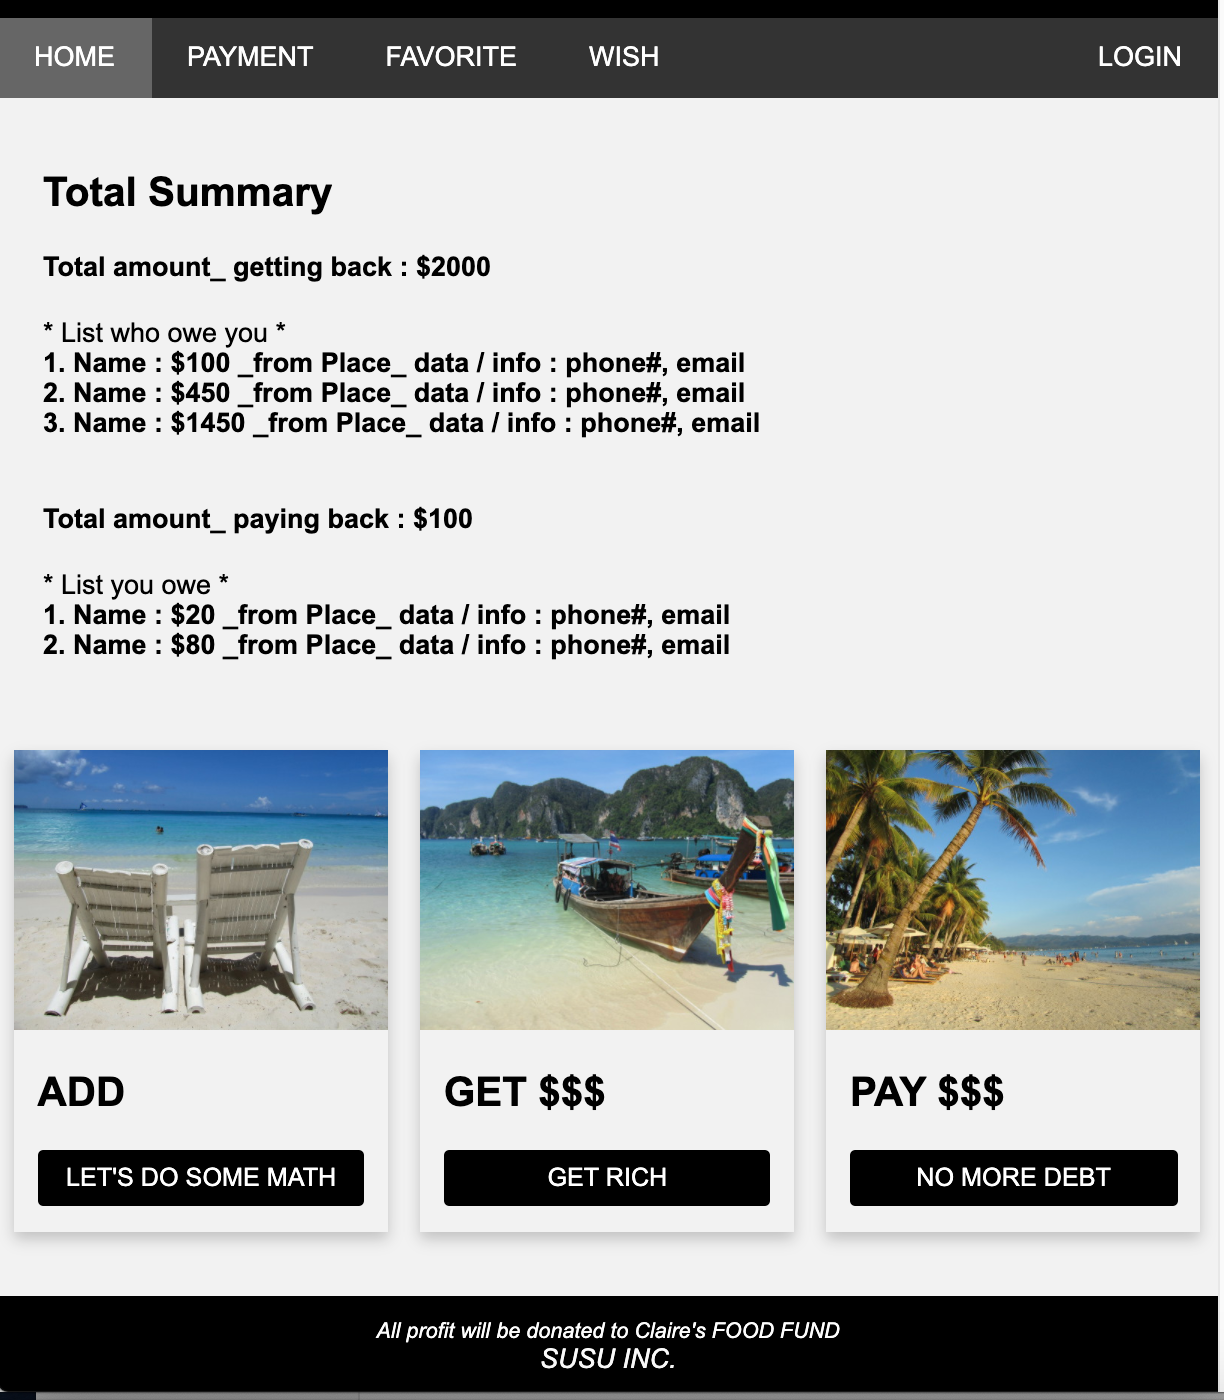 HOME PAYMENT FAVORITE WISH LOGIN
Total Summary
Total amount_ getting back : $2000
* List who owe you *
1. Name : $100 _from Place_ data / info : phone#, email
2. Name : $450 _from Place_ data / info : phone#, email
3. Name : $1450 _from Place_ data / info : phone#, email
Total amount_ paying back : $100
* List you owe *
1. Name : $20 _from Place_ data / info : phone#, email
2. Name : $80 _from Place_ data / info : phone#, email
ADD
LET'S DO SOME MATH
GET $$$
GET RICH
PAY $$$
NO MORE DEBT
All profit will be donated to Claire's FOOD FUND
SUSU INC.